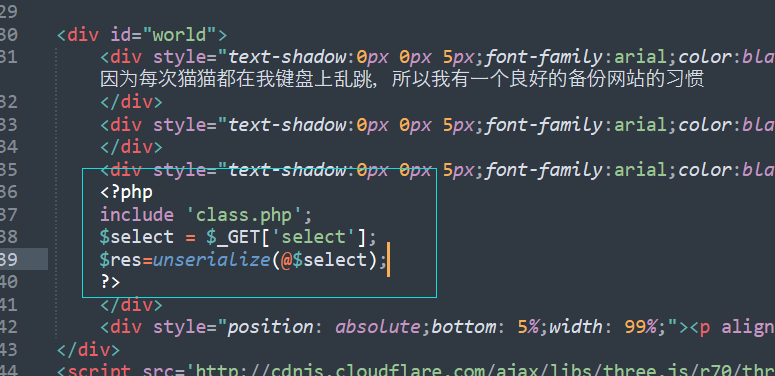 29
30 <div id="world">
31 <div style="text-shadow:0px 0px 5px;font-family:arial;color:bla
因为每次猫猫都在我键盘上乱跳，所以我有一个良好的备份网站的习惯
32 </div>
33 <div style="text-shadow:0px 0px 5px;font-family:arial;color:bla
34 </div>
35 <div style="text-shadow:0px 0px 5px;font-family:arial;color:bla
36 <?php
37 include 'class.php';
38 $select = $_GET['select'];
39 $res=unserialize(@$select);
40 ?>
41 </div>
42 <div style="position: absolute;bottom: 5%;width: 99%;"><p align
43 </div>
44 <script src='http://cdnjs.cloudflare.com/ajax/libs/three.js/r70/thr